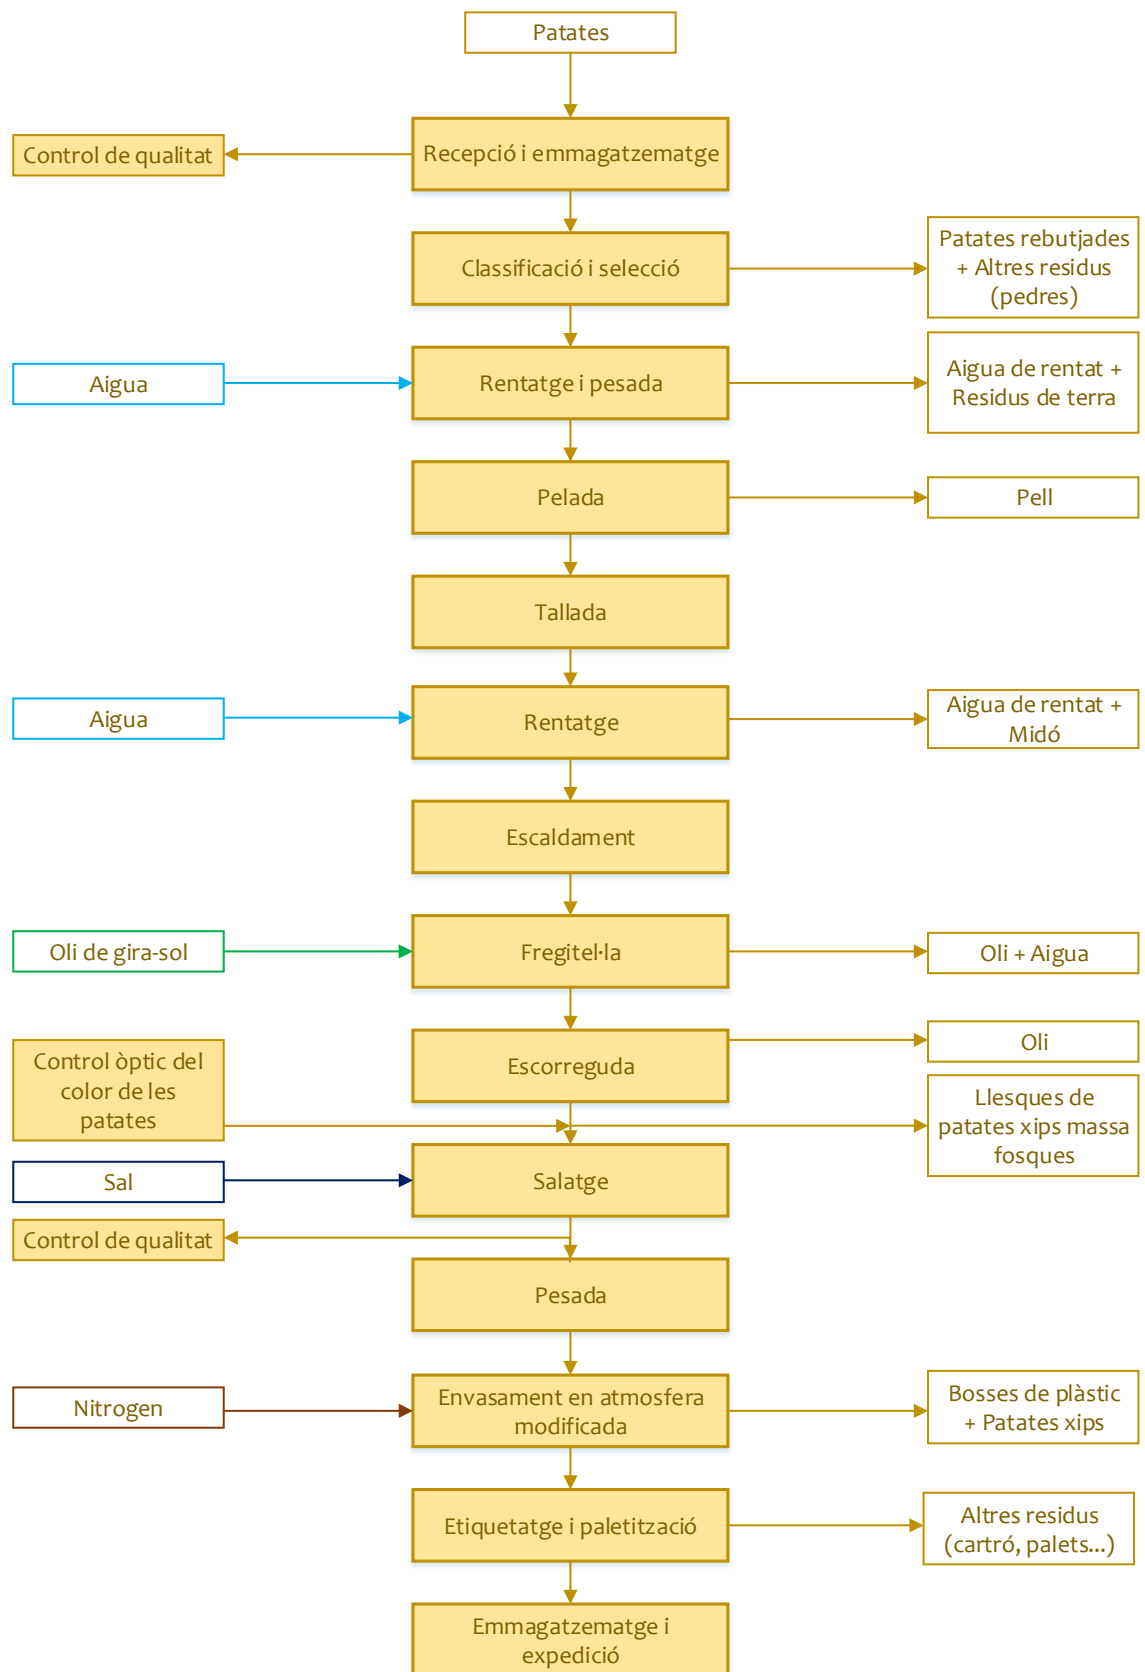 Patates
Control de qualitat
Recepció i emmagatzematge
Classificació i selecció
Patates rebutjades
+ Altres residus
(pedres)
Aigua
Rentatge i pesada
Aigua de rentat +
Residus de terra
Pelada
Pell
Tallada
Aigua
Rentatge
Aigua de rentat +
Midó
Escaldament
Oli de gira-sol
Fregitel·la
Oli + Aigua
Escorreguda
Oli
Control òptic del
color de les
patates
Llesques de
patates xips massa
fosques
Sal
Salatge
Control de qualitat
Pesada
Nitrogen
Envasament en atmosfera
modificada
Bosses de plàstic
+ Patates xips
Etiquetatge i paletització
Altres residus
(cartró, palets...)
Emmagatzematge i
expedició